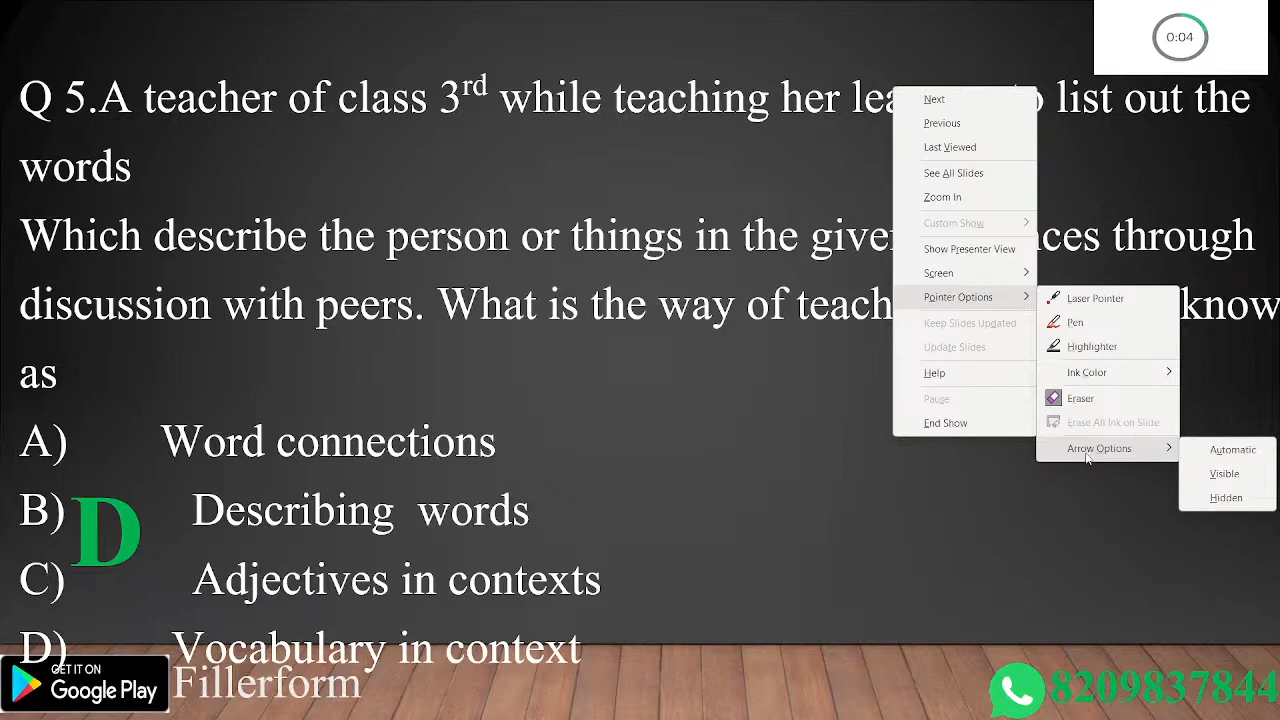 0:04
Q 5.A teacher of class 3rd while teaching her lea o list out the
words
Which describe the person or things in the give nces through
discussion with peers. What is the way of teach know
as
A) Word connections
B) Describing words
D
C) Adjectives in contexts
D) Vocabulary in context
Next
Previous
Last Viewed
See All Slides
Zoom In
Custom Show
Show Presenter View
Screen
Pointer Options
Keep Slides Updated
Update Slides
Help
Pause
End Show
Laser Pointer
Pen
Highlighter
Ink Color
Eraser
Erase All Ink on Slide
Arrow Options
Automatic
Visible
Hidden
GET IT ON
Google Play
Fillerform
8209837844